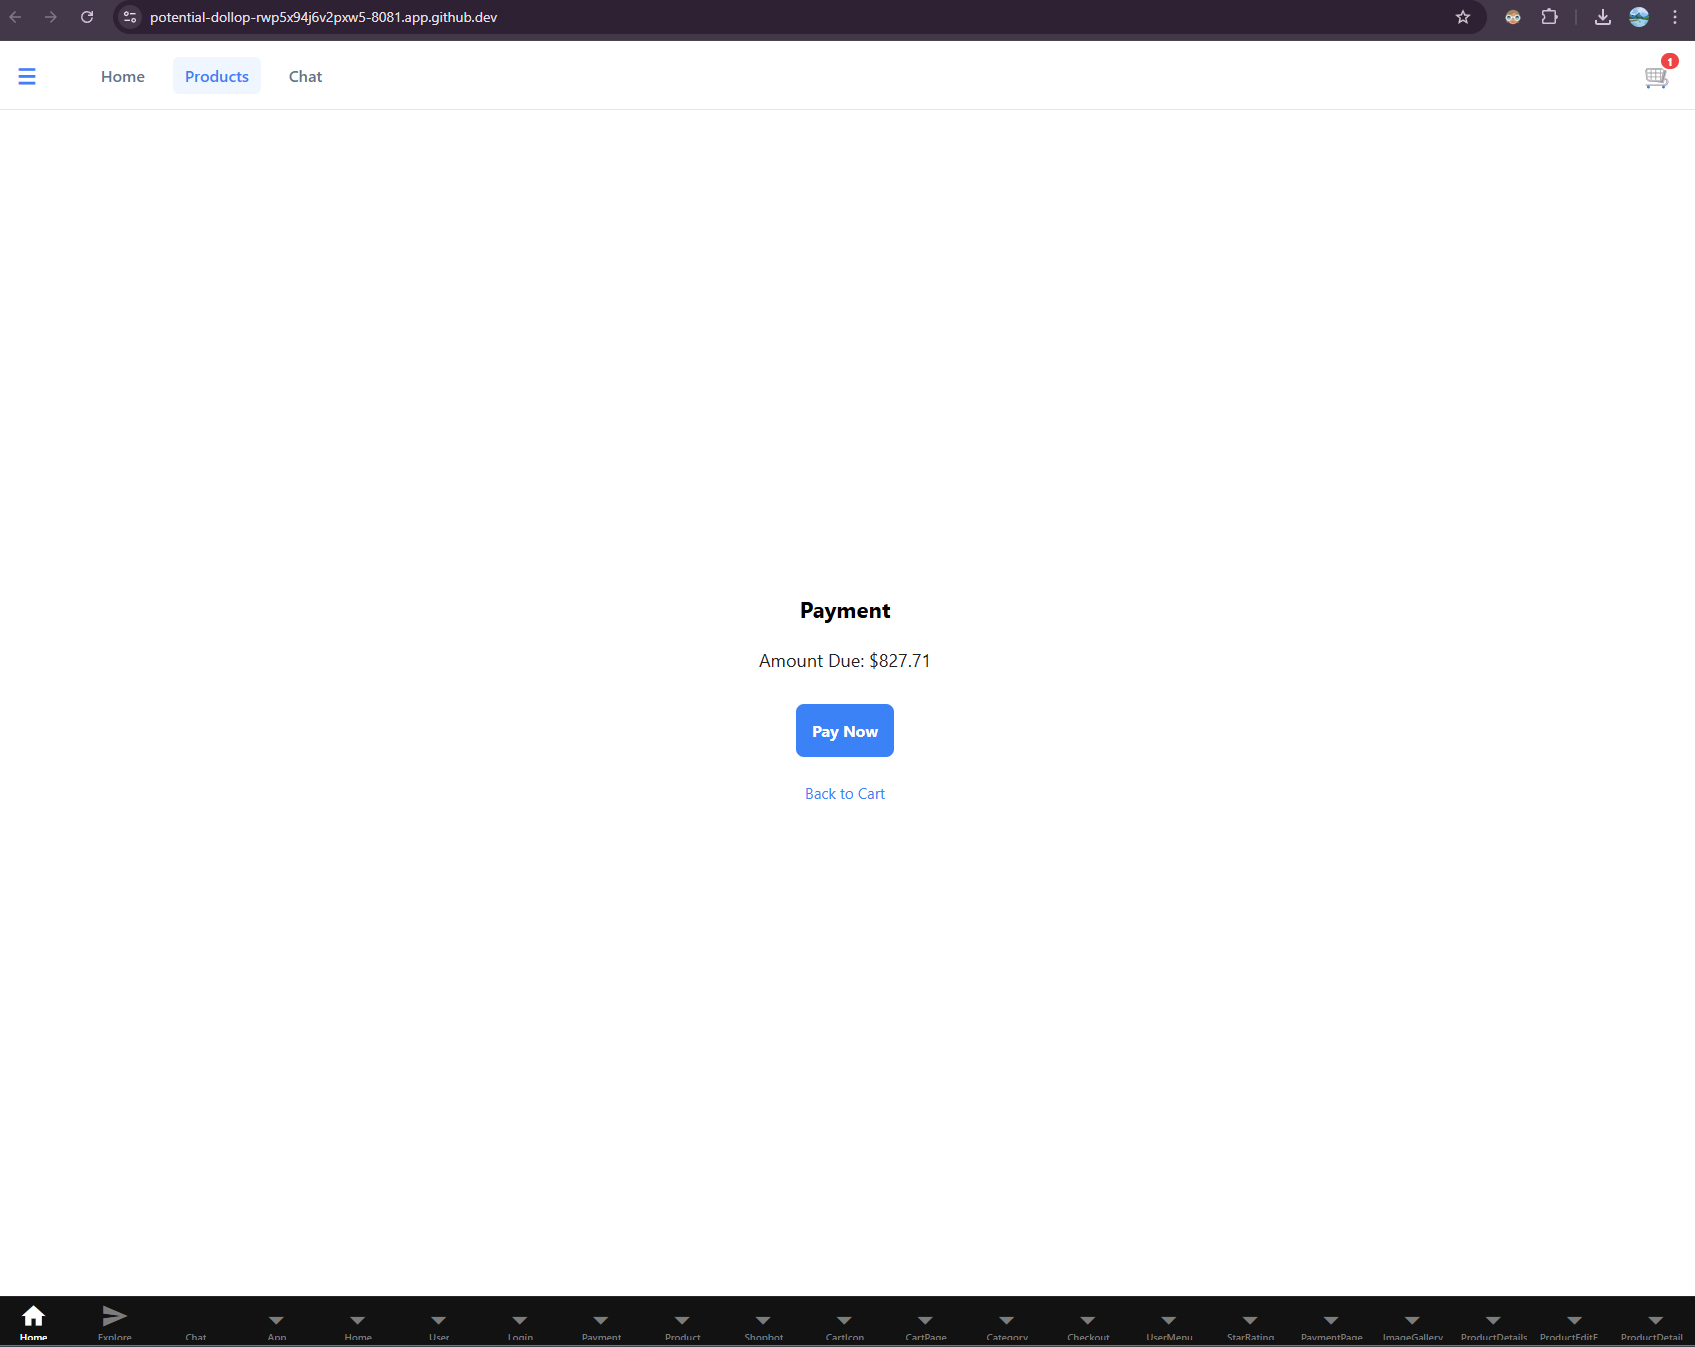 potential-dollop-rwp5x94j6v2pxw5-8081.app.github.dev
Home Products Chat 1
Payment
Amount Due: $827.71
Pay Now
Back to Cart
Home Explore Chat App Home User Login Payment Product Shopbot CartIcon CartPage Category Checkout UserMenu StarRating PaymentPage ImageGallery ProductDetails ProductEditF ProductDetail